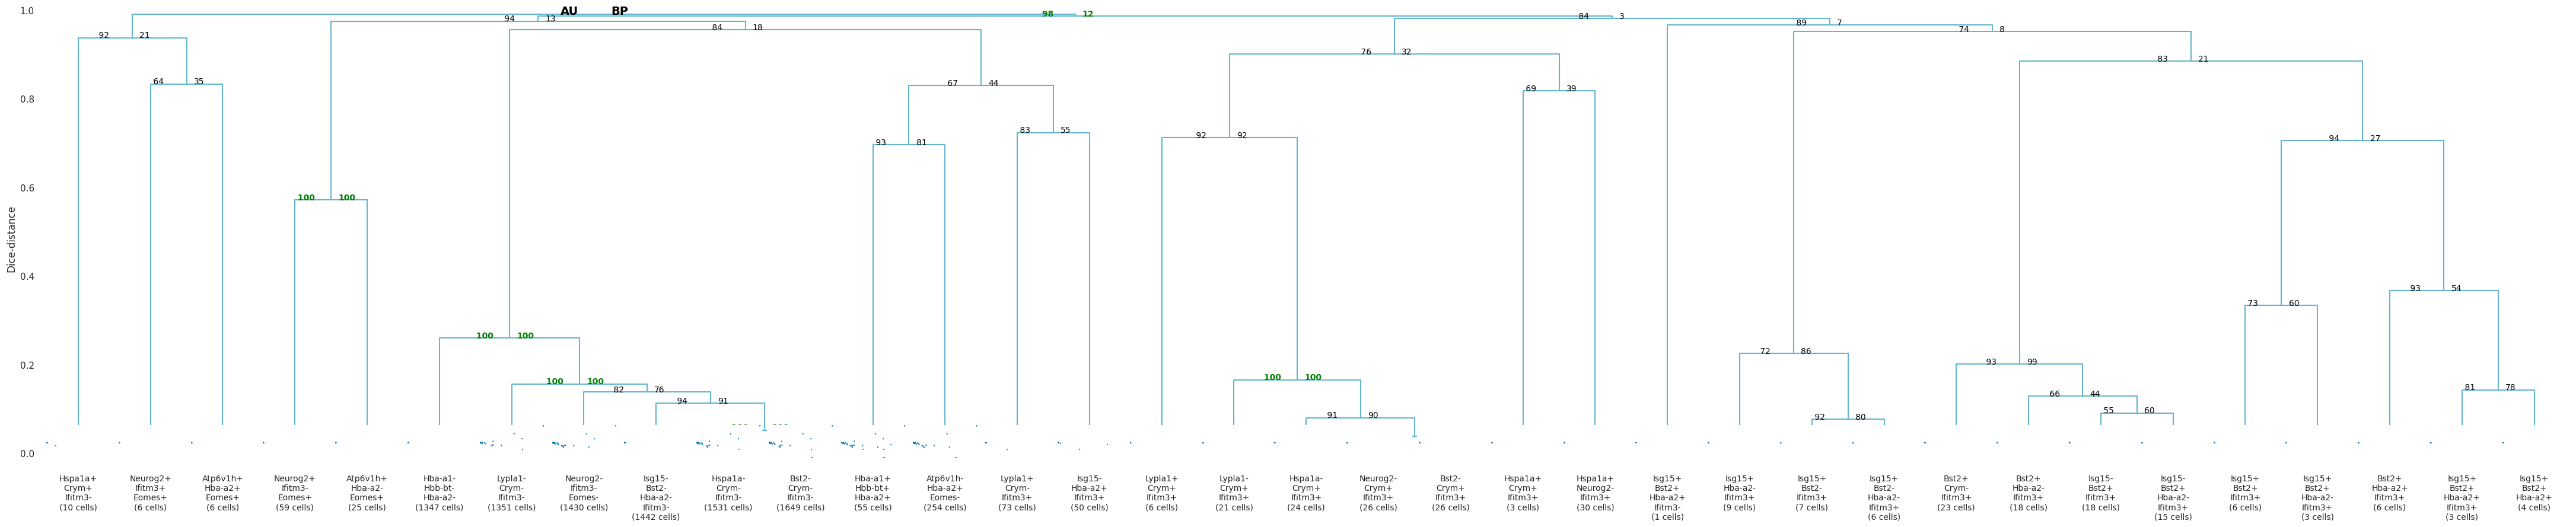 AU BP
1.0
98 12
94 13
84 3
84 18
89 7
74 8
92 21
76 32
83 21
64 35
67 44
69 39
0.8
83 55
92 92
93 81
94 27
0.6
100 100
Dice-distance
0.4
93 54
73 60
100 100
72 86
0.2
93 99
100 100
100 100
82 76
81 78
66 44
94 91
91 90
92 80
55 60
0.0
Hspa1a+
Crym+
Ifitm3-
(10 cells)
Neurog2+
Ifitm3+
Eomes+
(6 cells)
Atp6v1h+
Hba-a2+
Eomes+
(6 cells)
Neurog2+
Ifitm3-
Eomes+
(59 cells)
Atp6v1h+
Hba-a2-
Eomes+
(25 cells)
Hba-a1-
Hbb-bt-
Hba-a2-
(1347 cells)
Lypla1-
Crym-
Ifitm3-
(1351 cells)
Neurog2-
Ifitm3-
Eomes-
(1430 cells)
Isg15-
Bst2-
Hba-a2-
Ifitm3-
(1442 cells)
Hspa1a-
Crym-
Ifitm3-
(1531 cells)
Bst2-
Crym-
Ifitm3-
(1649 cells)
Hba-a1+
Hbb-bt+
Hba-a2+
(55 cells)
Atp6v1h-
Hba-a2+
Eomes-
(254 cells)
Lypla1+
Crym-
Ifitm3+
(73 cells)
Isg15-
Hba-a2+
Ifitm3+
(50 cells)
Lypla1+
Crym+
Ifitm3+
(6 cells)
Lypla1-
Crym+
Ifitm3+
(21 cells)
Hspa1a-
Crym+
Ifitm3+
(24 cells)
Neurog2-
Crym+
Ifitm3+
(26 cells)
Bst2-
Crym+
Ifitm3+
(26 cells)
Hspa1a+
Crym+
Ifitm3+
(3 cells)
Hspa1a+
Neurog2-
Ifitm3+
(30 cells)
Isg15+
Bst2+
Hba-a2+
Ifitm3-
(1 cells)
Isg15+
Hba-a2-
Ifitm3+
(9 cells)
Isg15+
Bst2-
Ifitm3+
(7 cells)
Isg15+
Bst2-
Hba-a2-
Ifitm3+
(6 cells)
Bst2+
Crym-
Ifitm3+
(23 cells)
Bst2+
Hba-a2-
Ifitm3+
(18 cells)
Isg15-
Bst2+
Ifitm3+
(18 cells)
Isg15-
Bst2+
Hba-a2-
Ifitm3+
(15 cells)
Isg15+
Bst2+
Ifitm3+
(6 cells)
Isg15+
Bst2+
Hba-a2-
Ifitm3+
(3 cells)
Bst2+
Hba-a2+
Ifitm3+
(6 cells)
Isg15+
Bst2+
Hba-a2+
Ifitm3+
(3 cells)
Isg15+
Bst2+
Hba-a2+
(4 cells)